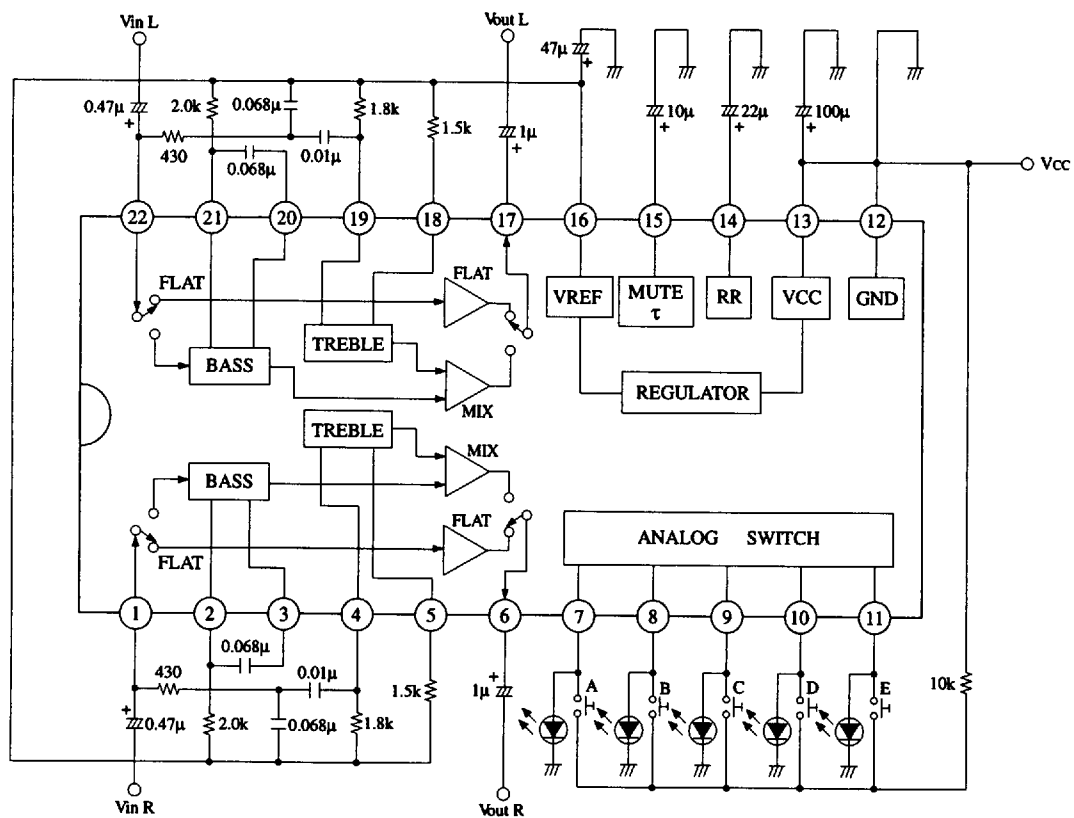 Vin L
Vout L
47μ
+
0.47μ
+
2.0k
0.068μ
1.8k
1.5k
1μ
+
10μ
+
22μ
+
100μ
+
430
0.01μ
0.068μ
Vcc
22
21
20
19
18
17
16
15
14
13
12
FLAT
FLAT
VREF
MUTE
τ
RR
VCC
GND
TREBLE
BASS
MIX
REGULATOR
TREBLE
MIX
BASS
FLAT
FLAT
ANALOG SWITCH
1
2
3
4
5
6
7
8
9
10
11
0.068μ
430
0.01μ
1.5k
+
1μ
A
B
C
D
E
10k
+
0.47μ
2.0k
0.068μ
1.8k
Vin R
Vout R